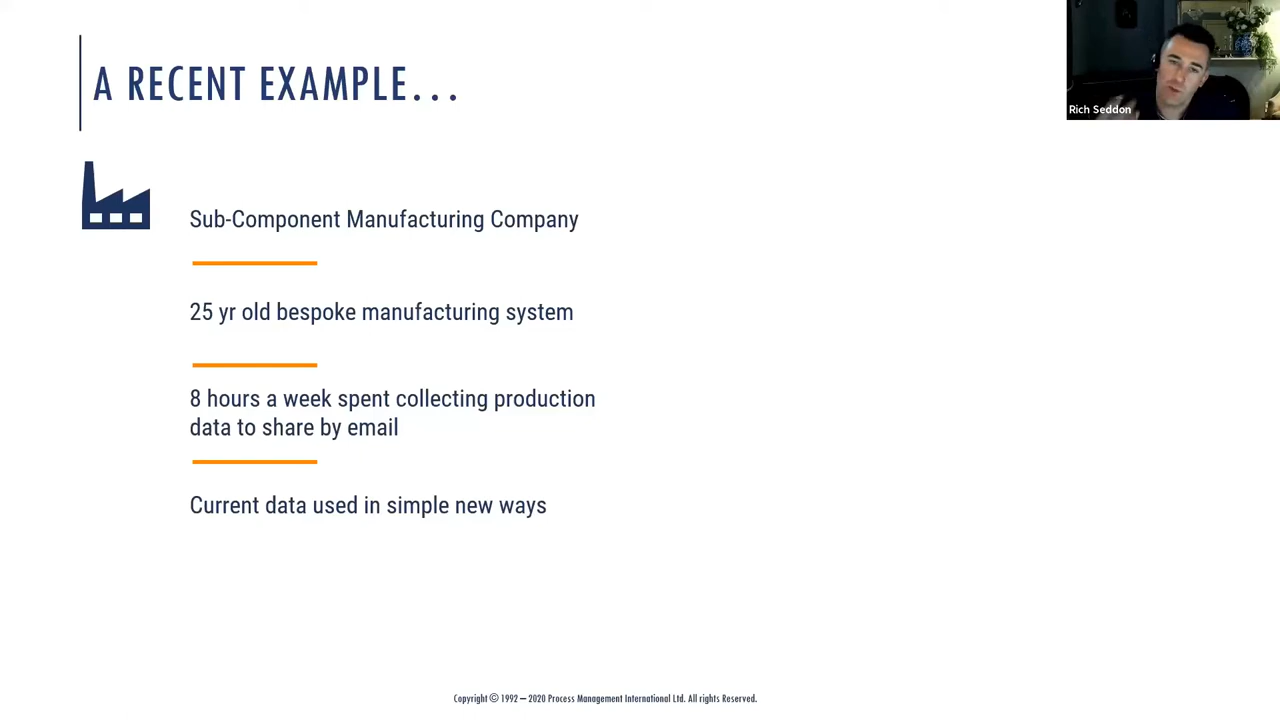 A RECENT EXAMPLE...
Rich Seddon
Sub-Component Manufacturing Company
25 yr old bespoke manufacturing system
8 hours a week spent collecting production
data to share by email
Current data used in simple new ways
Copyright © 1992 – 2020 Process Management International Ltd. All rights Reserved.